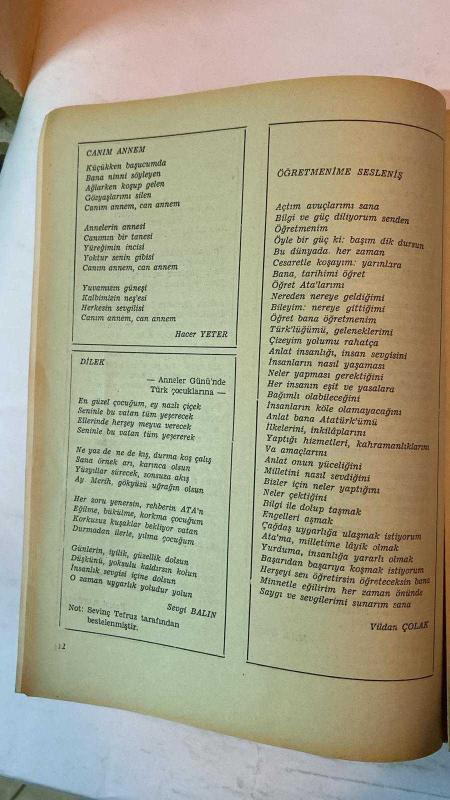 CANIM ANNEM
Küçükken başucumda
Bana ninni söyleyen
Ağlarken koşup gelen
Gözyaşlarımı silen
Canım annem, can annem
Annelerin annesi
Canımın bir tanesi
Yüreğimin incisi
Yoktur senin gibisi
Canım annem, can annem
Yuvamızın güneşi
Kalbimizin neş'esi
Herkesin sevgilisi
Canım annem, can annem
Hacer YETER
DİLEK
— Anneler Günü'nde
Türk çocuklarına —
En güzel çocuğum, ey nazlı çiçek
Seninle bu vatan tüm yeşerecek
Ellerinde herşey meyva verecek
Seninle bu vatan tüm yeşererek
Ne yaz de ne de kış, durma koş çalış
Sana örnek arı, karınca olsun
Yüzyıllar sürecek, sonsuza akış
Ay Merih, gökyüzü uğrağın olsun
Her soru yenersin, rehberin ATA'n
Eğilme, bükülme, korkma çocuğum
Korkusuz kuşaklar bekliyor vatan
Durmadan ilerle, yılma çocuğum
Günlerin, iyilik, güzellik dolsun
Düşkünü, yoksulu kaldırsın kolun
İnsanlık sevgisi içine dolsun
O zaman uygarlık yoludur yolun
Sevgi BALIN
Not: Sevinç Tefruz tarafından
bestelenmiştir.
12
ÖĞRETMENİME SESLENİŞ
Açtım avuçlarımı sana
Bilgi ve güç diliyorum senden
Öğretmenim
Öyle bir güç ki: başım dik dursun
Bu dünyada. her zaman
Cesaretle koşayım: yarınlara
Bana, tarihimi öğret
Öğret Ata'larımı
Nereden nereye geldiğimi
Bileyim: nereye gittiğimi
Öğret bana öğretmenim
Türk'lüğümü, geleneklerimi
Çizeyim yolumu rahatça
Anlat insanlığı, insan sevgisini
İnsanların nasıl yaşaması
Neler yapması gerektiğini
Her insanın eşit ve yasalara
Bağımlı olabileceğini
İnsanların köle olamayacağını
Anlat bana Atatürk'ümü
İlkelerini, inkilâplarını
Yaptığı hizmetleri, kahramanlıklarını
Va amaçlarını
Anlat onun yüceliğini
Milletini nasıl sevdiğini
Bizler için neler yaptığını
Neler çektiğini
Bilgi ile dolup taşmak
Engelleri aşmak
Çağdaş uygarlığa ulaşmak istiyorum
Ata'ma, milletime lâyik olmak
Yurduma, insanlığa yararlı olmak
Başarıdan başarıya koşmak istiyorum
Herşeyi sen öğretirsin öğreteceksin bana
Minnetle eğilirim her zaman önünde
Saygı ve sevgilerimi sunarım sana
Vildan ÇOLAK